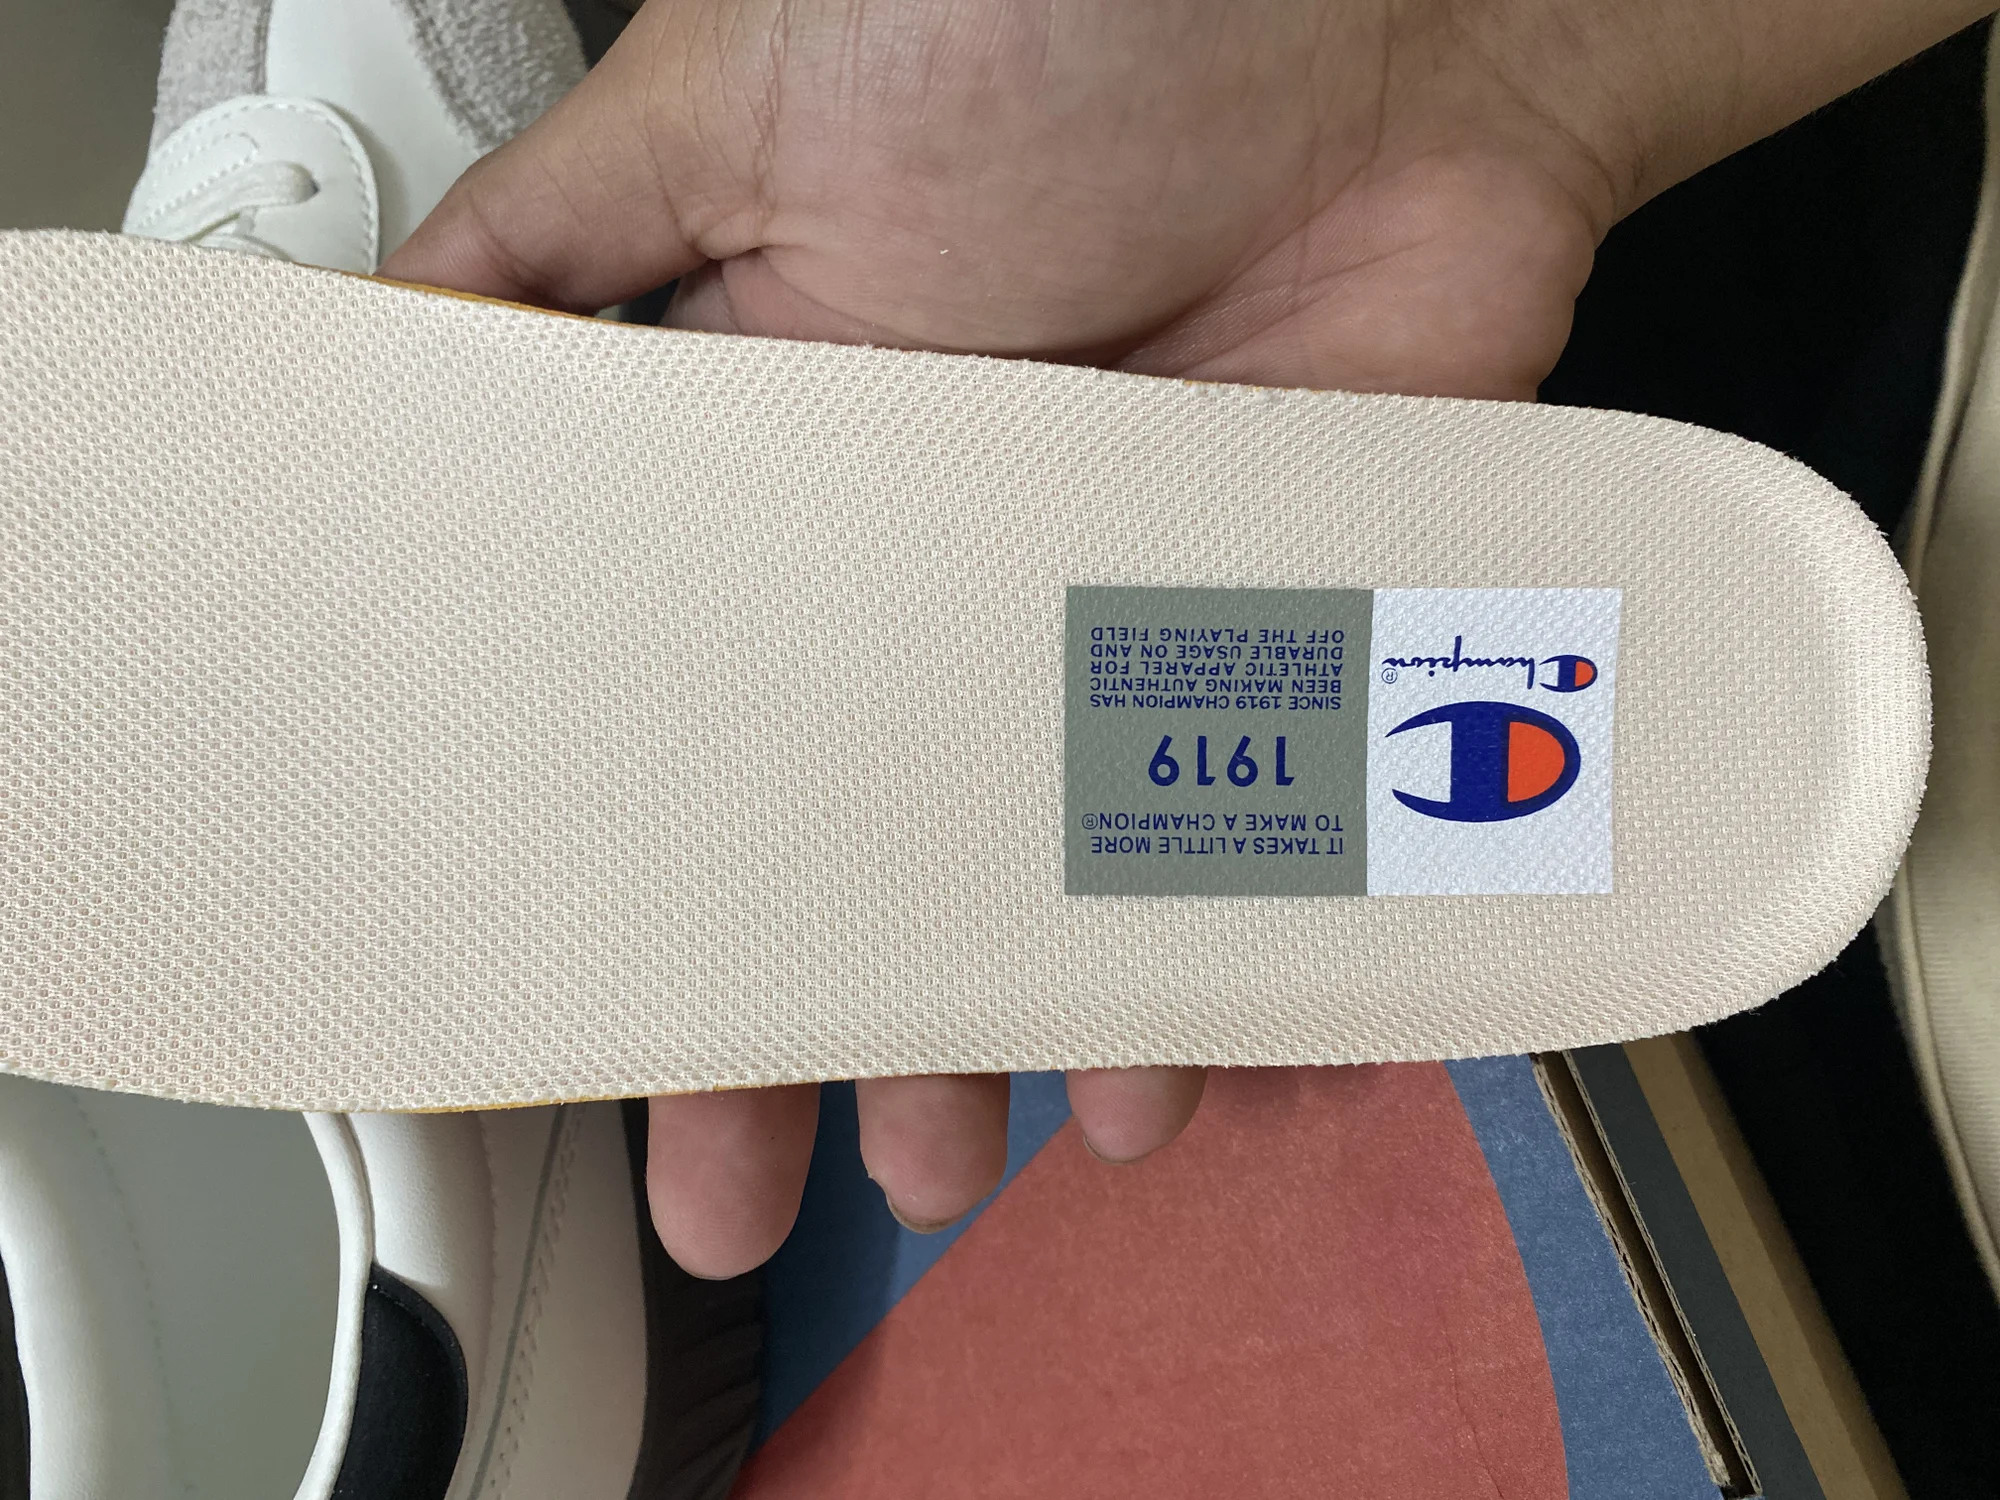 IT TAKES A LITTLE MORE
TO MAKE A CHAMPION®
1919
SINCE 1919 CHAMPION HAS
BEEN MAKING AUTHENTIC
ATHLETIC APPAREL FOR
DURABLE USAGE ON AND
OFF THE PLAYING FIELD
Champion®